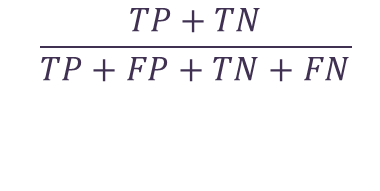 TP + TN
TP + FP + TN + FN